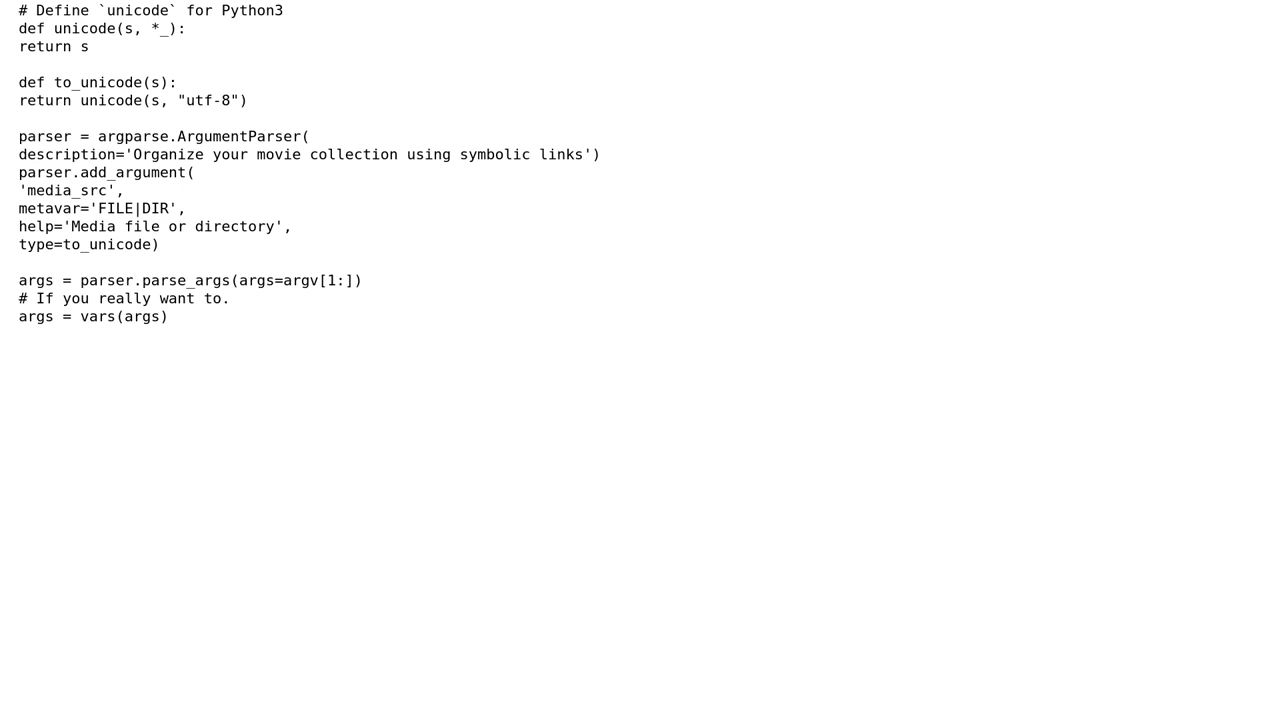 # Define `unicode` for Python3
def unicode(s, *_):
return s

def to_unicode(s):
return unicode(s, "utf-8")

parser = argparse.ArgumentParser(
description='Organize your movie collection using symbolic links')
parser.add_argument(
'media_src',
metavar='FILE|DIR',
help='Media file or directory',
type=to_unicode)

args = parser.parse_args(args=argv[1:])
# If you really want to.
args = vars(args)